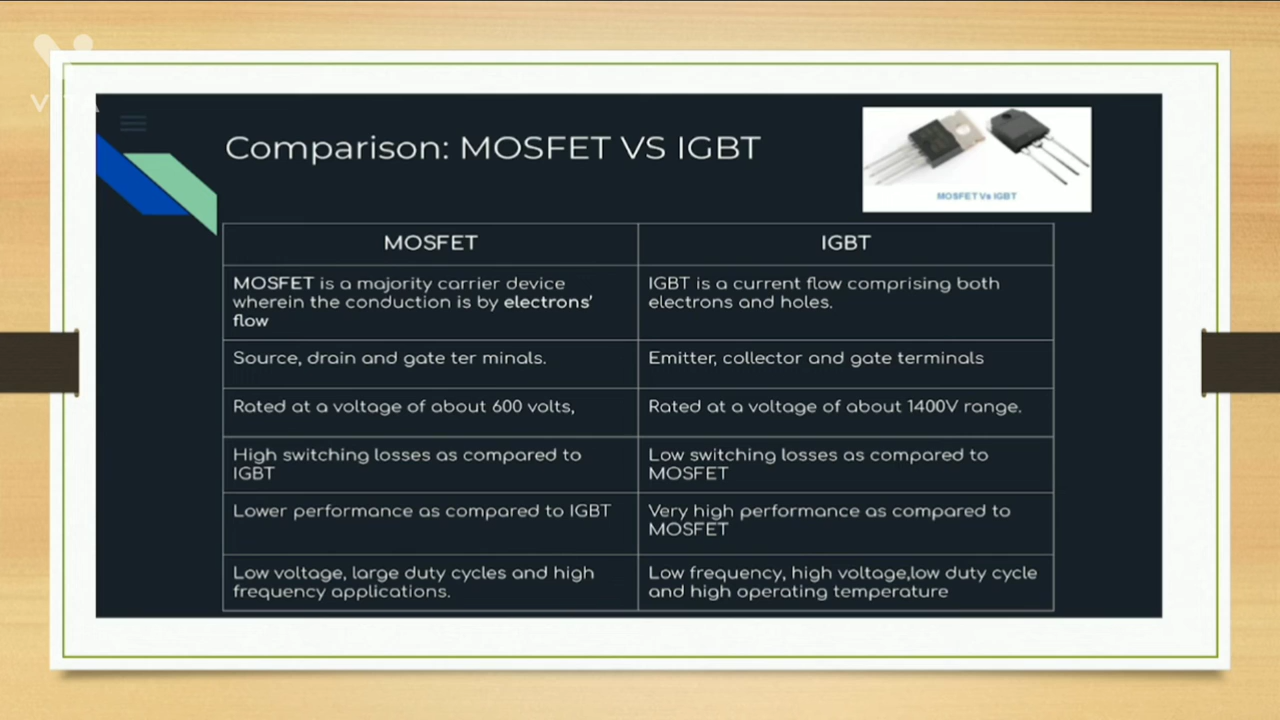 Comparison: MOSFET VS IGBT
MOSFET Vs IGBT
MOSFET
IGBT
MOSFET is a majority carrier device
wherein the conduction is by electrons'
flow
IGBT is a current flow comprising both
electrons and holes.
Source, drain and gate ter minals.
Emitter, collector and gate terminals
Rated at a voltage of about 600 volts,
Rated at a voltage of about 1400V range.
High switching losses as compared to
IGBT
Low switching losses as compared to
MOSFET
Lower performance as compared to IGBT
Very high performance as compared to
MOSFET
Low voltage, large duty cycles and high
frequency applications.
Low frequency, high voltage,low duty cycle
and high operating temperature